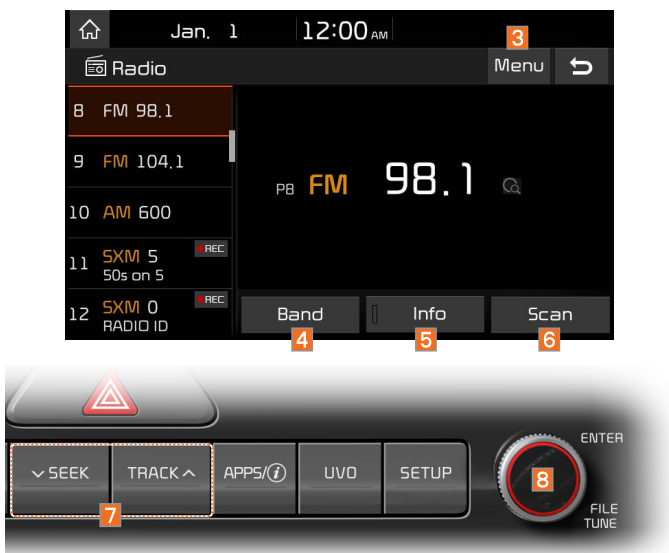 Jan. 1 12:00 AM
3
Radio Menu
8 FM 98.1
9 FM 104.1
10 AM 600
11 SXM 5 REC
50s on 5
12 SXM 0 REC
RADIO ID
P8 FM 98.1
Band Info Scan
4 5 6
SEEK TRACK APPS/i UVO SETUP
7
ENTER
8
FILE
TUNE